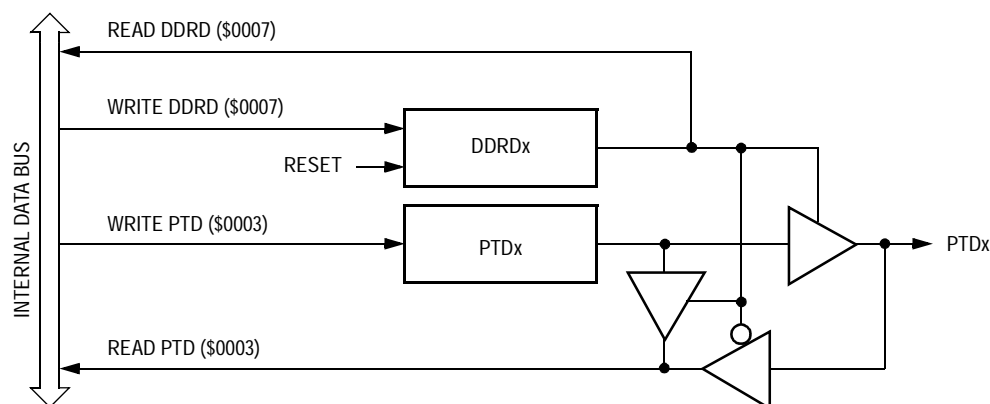 READ DDRD ($0007)
WRITE DDRD ($0007)
DDRDx
RESET
INTERNAL DATA BUS
WRITE PTD ($0003)
PTDx
PTDx
READ PTD ($0003)